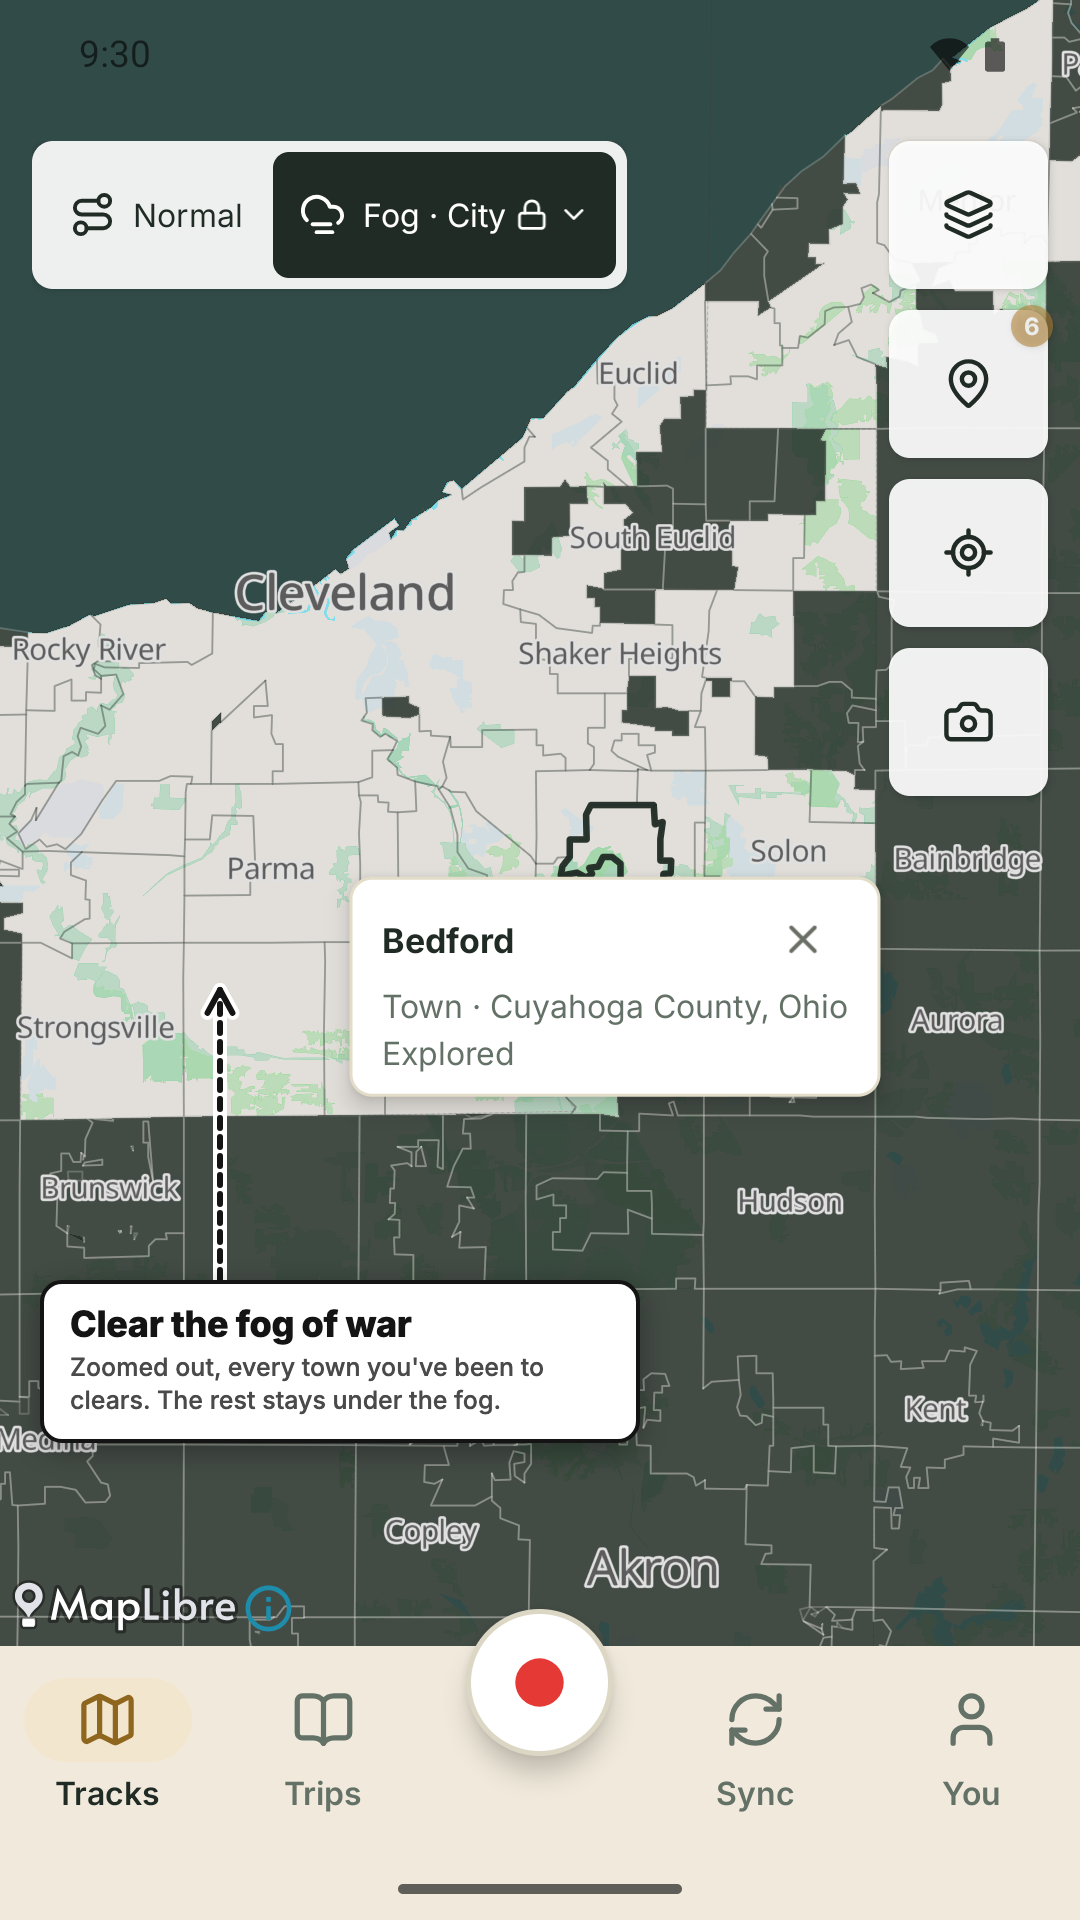 9:30
Normal
Fog · City
6
Mentor
Euclid
South Euclid
Cleveland
Rocky River
Shaker Heights
Parma
Solon
Bainbridge
Bedford
Town · Cuyahoga County, Ohio
Explored
Strongsville
Aurora
Brunswick
Hudson
Clear the fog of war
Zoomed out, every town you've been to
clears. The rest stays under the fog.
Medina
Kent
Copley
Akron
MapLibre
Tracks
Trips
Sync
You